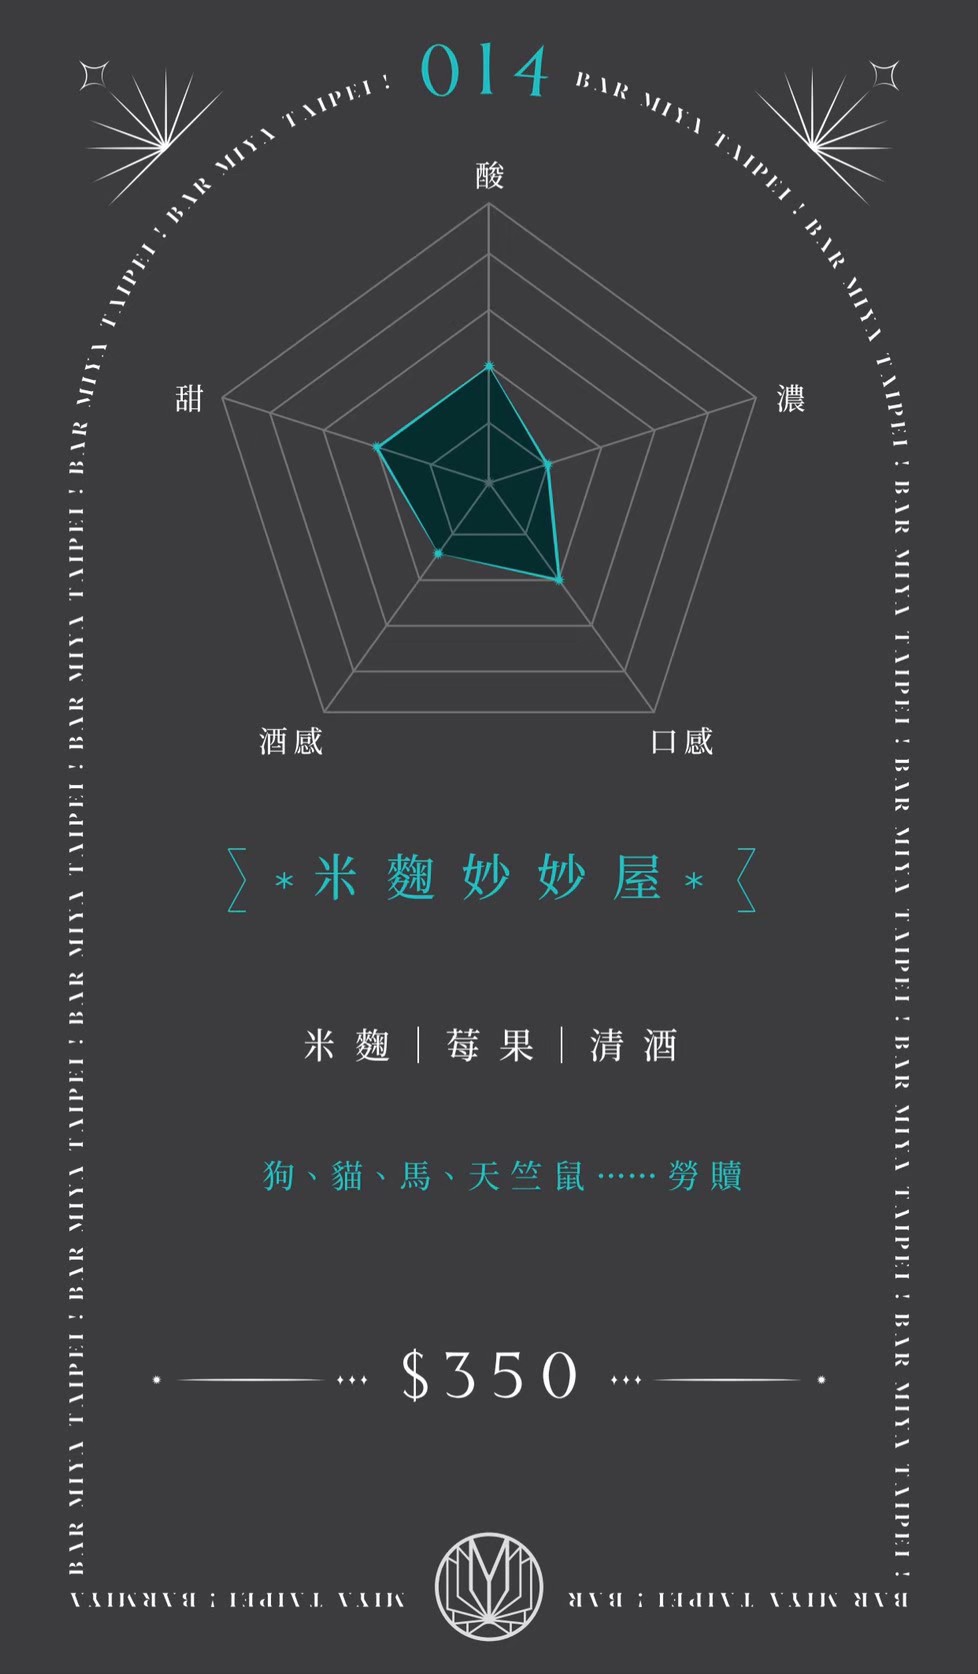 014
BAR MIYA TAIPEI ! BAR MIYA TAIPEI ! BAR MIYA TAIPEI ! BAR MIYA TAIPEI ! BAR MIYA TAIPEI ! BAR MIYA TAIPEI ! BAR MIYA TAIPEI ! BAR MIYA TAIPEI !
BAR MIYA TAIPEI ! BAR MIYA TAIPEI ! BAR MIYA TAIPEI ! BAR MIYA TAIPEI ! BAR MIYA TAIPEI ! BAR MIYA TAIPEI ! BAR MIYA TAIPEI ! BAR MIYA TAIPEI !
酸
甜
濃
酒感
口感
*米麴妙妙屋*
米麴｜莓果｜清酒
狗、貓、馬、天竺鼠⋯⋯勞贖
$350
BAR MIYA TAIPEI ! BAR
MIYA TAIPEI ! BARMIYA